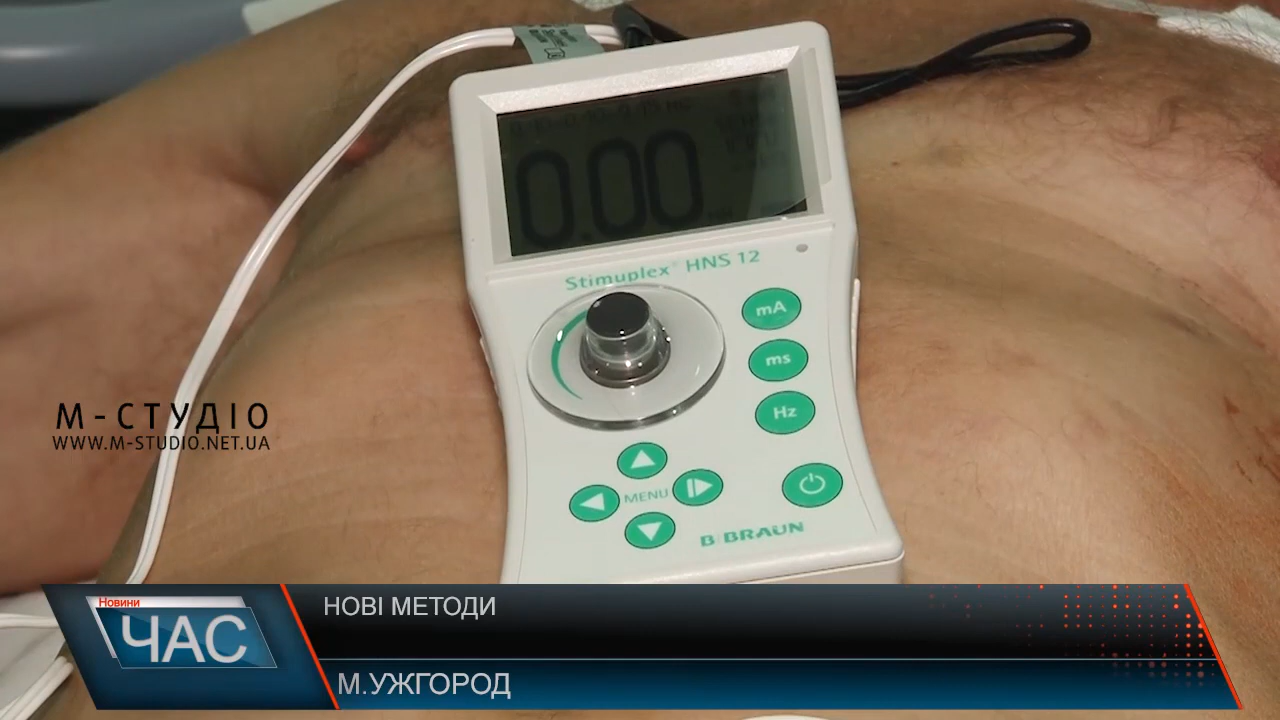 0.00
Stimuplex® HNS 12
mA
ms
Hz
MENU
B BRAUN
М-СТУДІО
WWW.M-STUDIO.NET.UA
Новини
ЧАС
НОВІ МЕТОДИ
М.УЖГОРОД